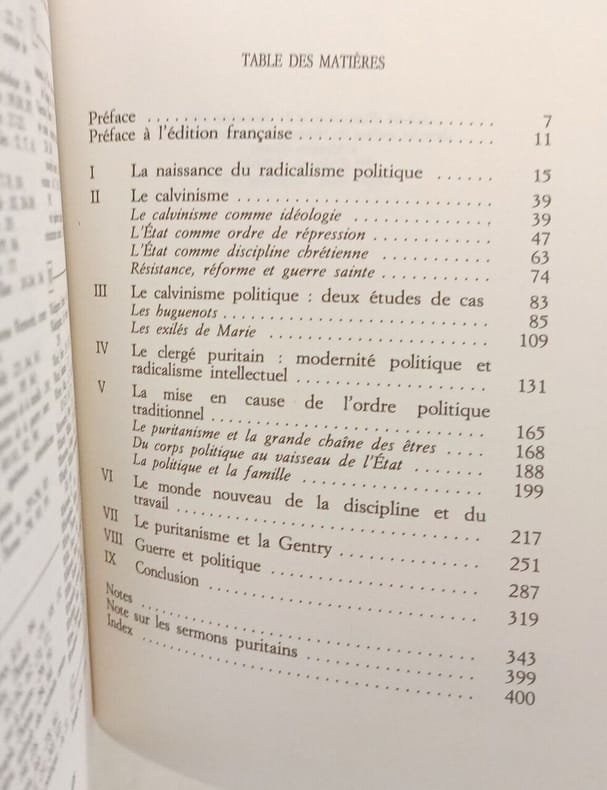 TABLE DES MATIÈRES
Préface 7
Préface à l'édition française 11
I La naissance du radicalisme politique 15
II Le calvinisme 39
Le calvinisme comme idéologie 39
L'État comme ordre de répression 47
L'État comme discipline chrétienne 63
Résistance, réforme et guerre sainte 74
III Le calvinisme politique : deux études de cas 83
Les huguenots 85
Les exilés de Marie 109
IV Le clergé puritain : modernité politique et
radicalisme intellectuel 131
V La mise en cause de l'ordre politique
traditionnel 165
Le puritanisme et la grande chaîne des êtres 168
Du corps politique au vaisseau de l'État 188
La politique et la famille 199
VI Le monde nouveau de la discipline et du
travail 217
VII Le puritanisme et la Gentry 251
VIII Guerre et politique 287
IX Conclusion 319
Notes 343
Note sur les sermons puritains 399
Index 400